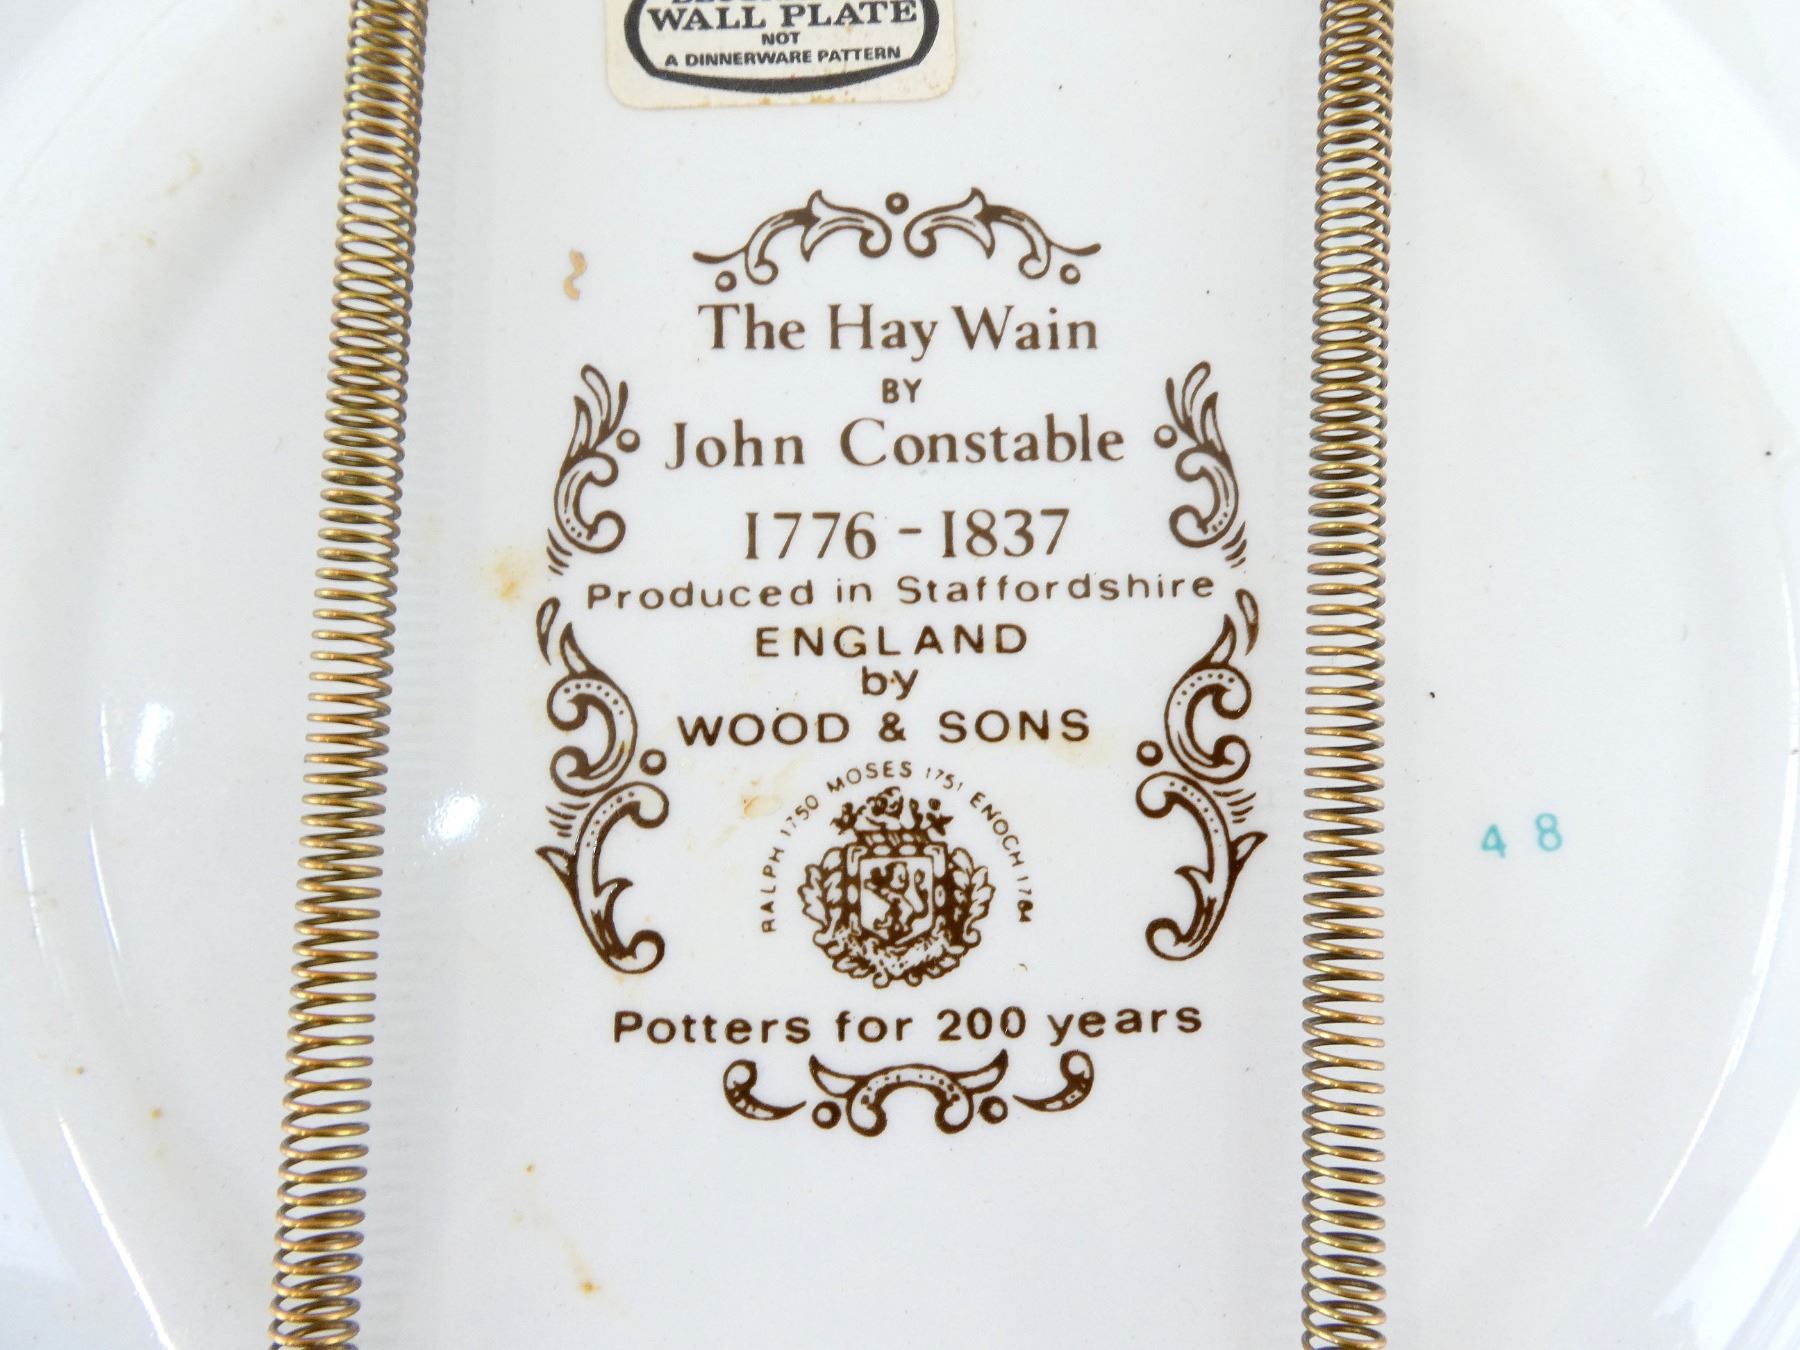 WALL PLATE
NOT
A DINNERWARE PATTERN
The Hay Wain
BY
John Constable
1776 - 1837
Produced in Staffordshire
ENGLAND
by
WOOD & SONS
RALPH 1750 MOSES 1751 ENOCH 1784
Potters for 200 years
48